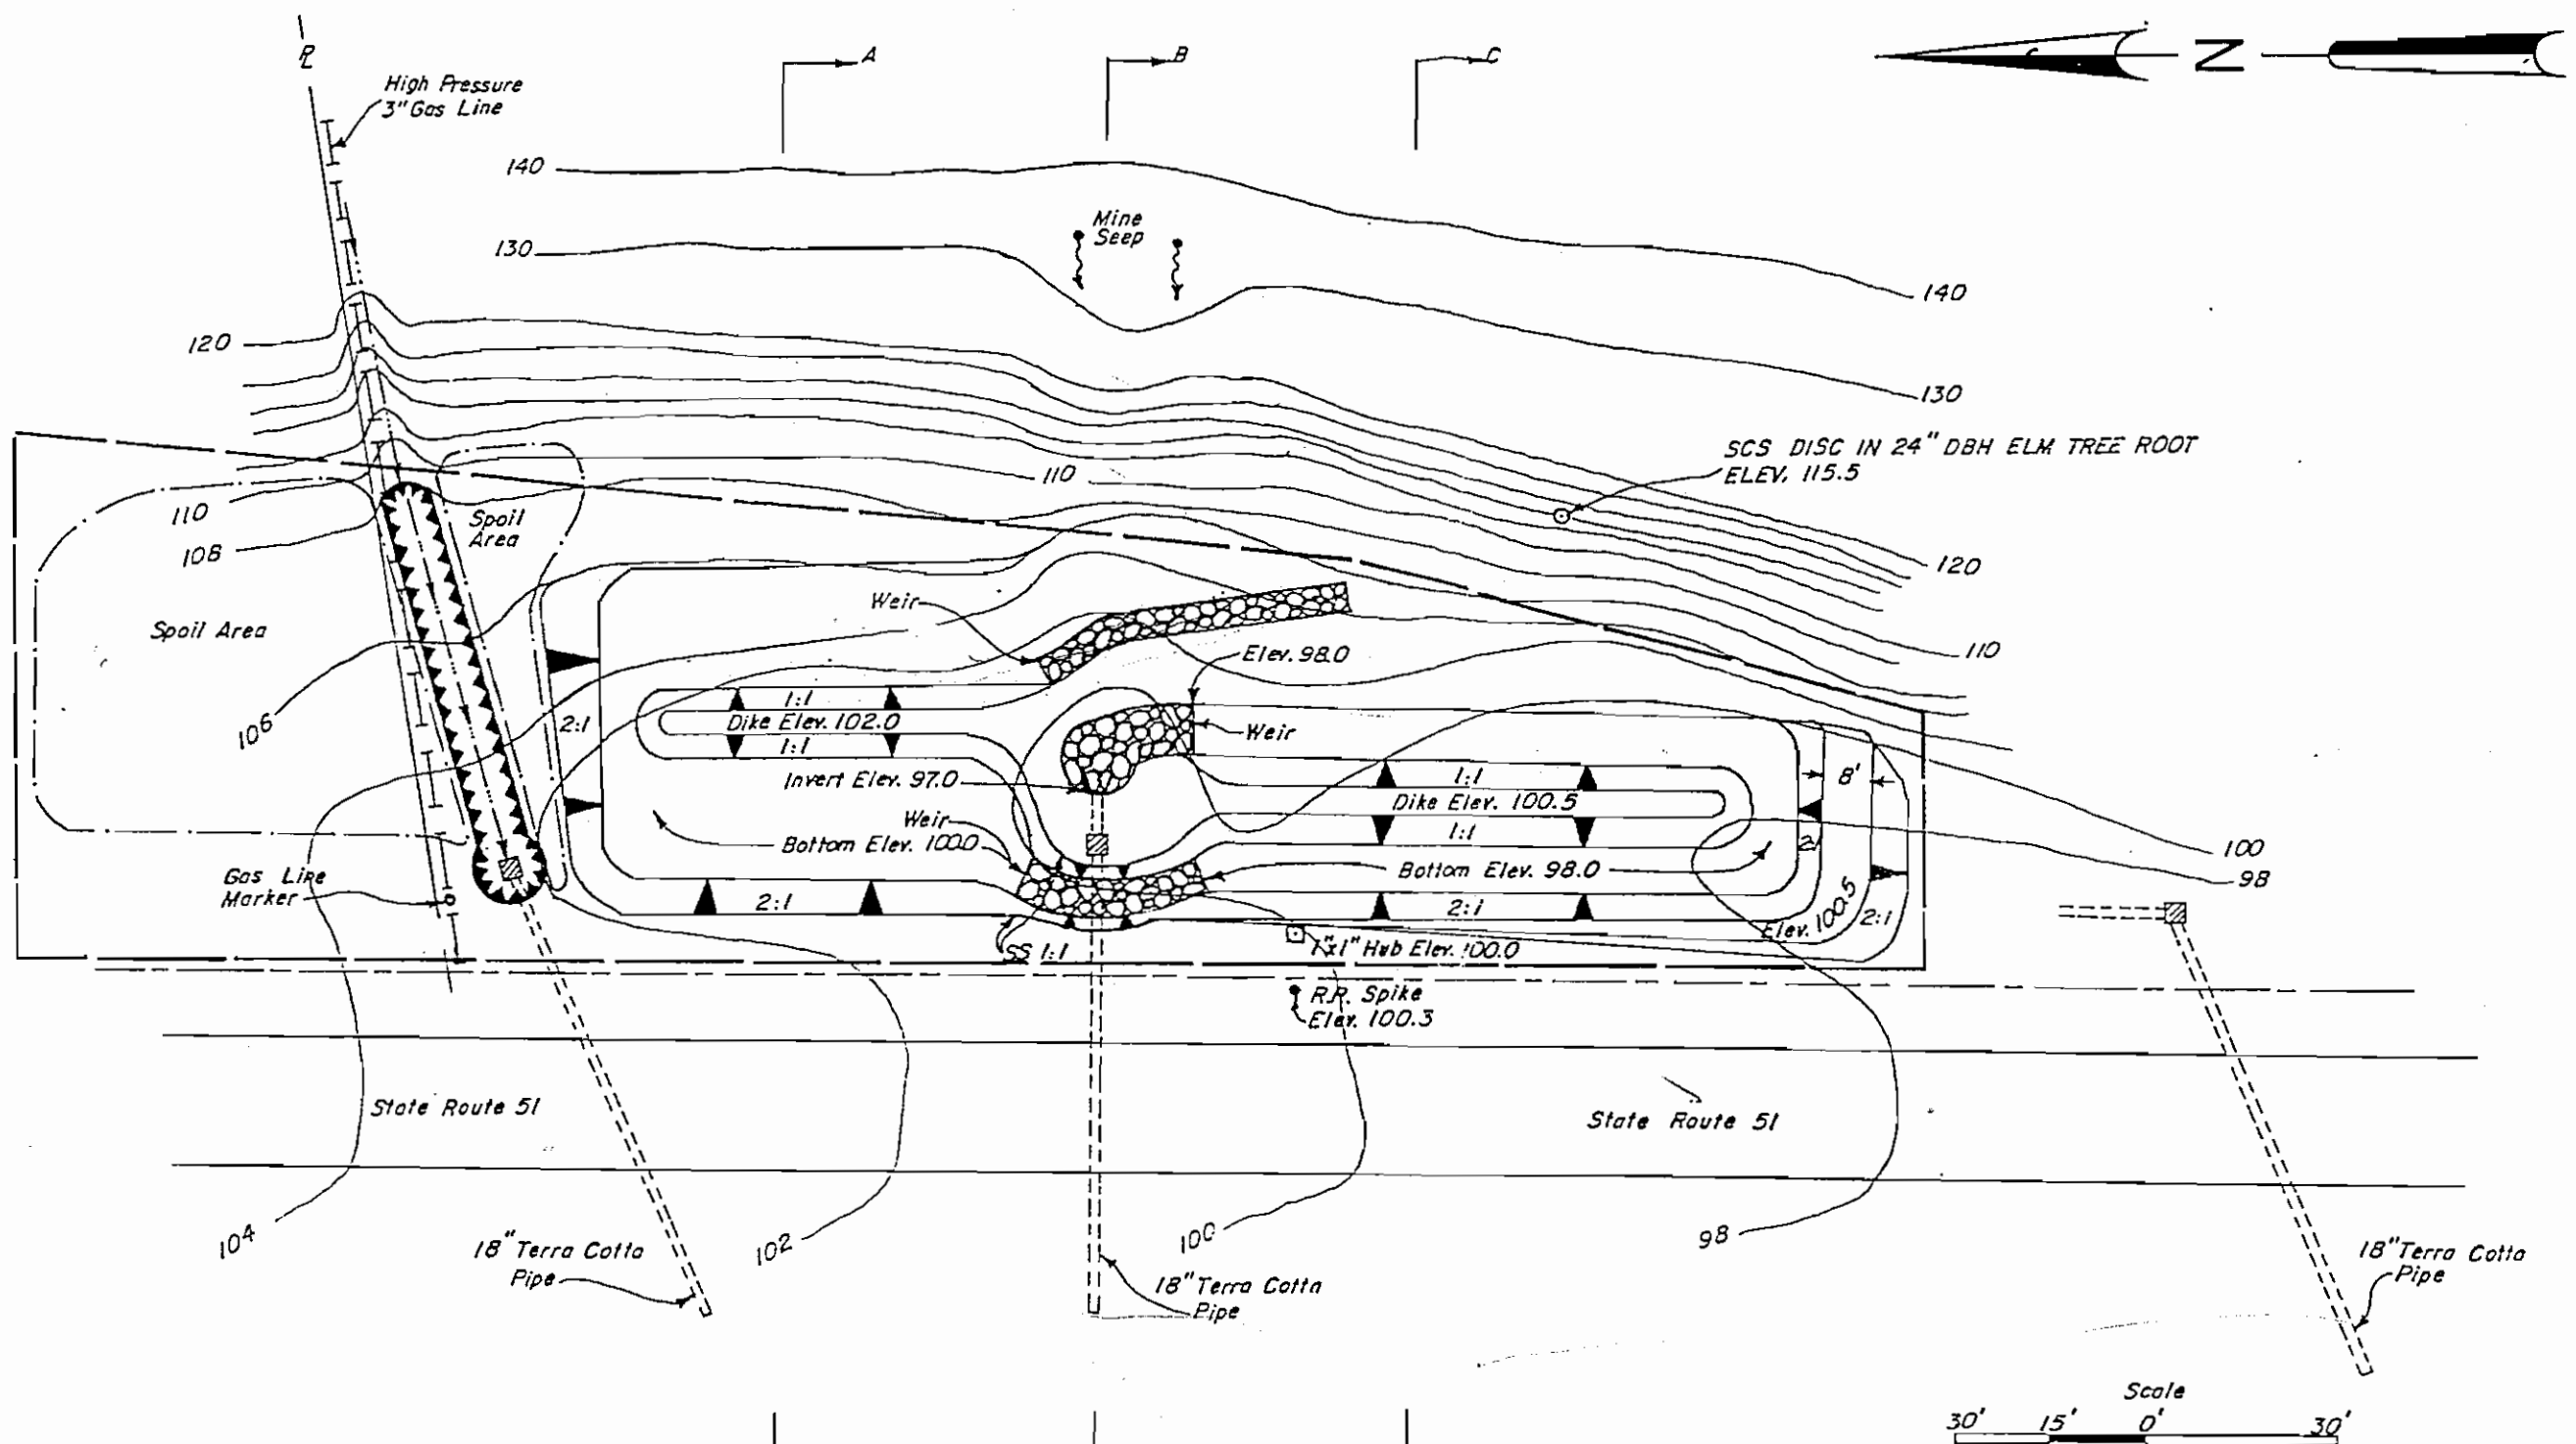 PL
High Pressure
3" Gas Line
A
B
C
N
140
Mine
Seep
130
140
120
130
SCS DISC IN 24" DBH ELM TREE ROOT
ELEV. 115.5
110
110
108
Spoil
Area
120
Spoil Area
Weir
110
Elev. 98.0
106
2:1
1:1
Dike Elev. 102.0
1:1
Weir
Invert Elev. 97.0
1:1
Dike Elev. 100.5
1:1
8'
Weir
Bottom Elev. 100.0
2:1
Bottom Elev. 98.0
100
98
Gas Line
Marker
2:1
2:1
Elev. 100.5
2:1
SS 1:1
1"x1" Hub Elev. 100.0
R.R. Spike
Elev. 100.3
State Route 51
State Route 51
104
102
100
98
18" Terra Cotta
Pipe
18" Terra Cotta
Pipe
18" Terra Cotta
Pipe
Scale
30' 15' 0' 30'